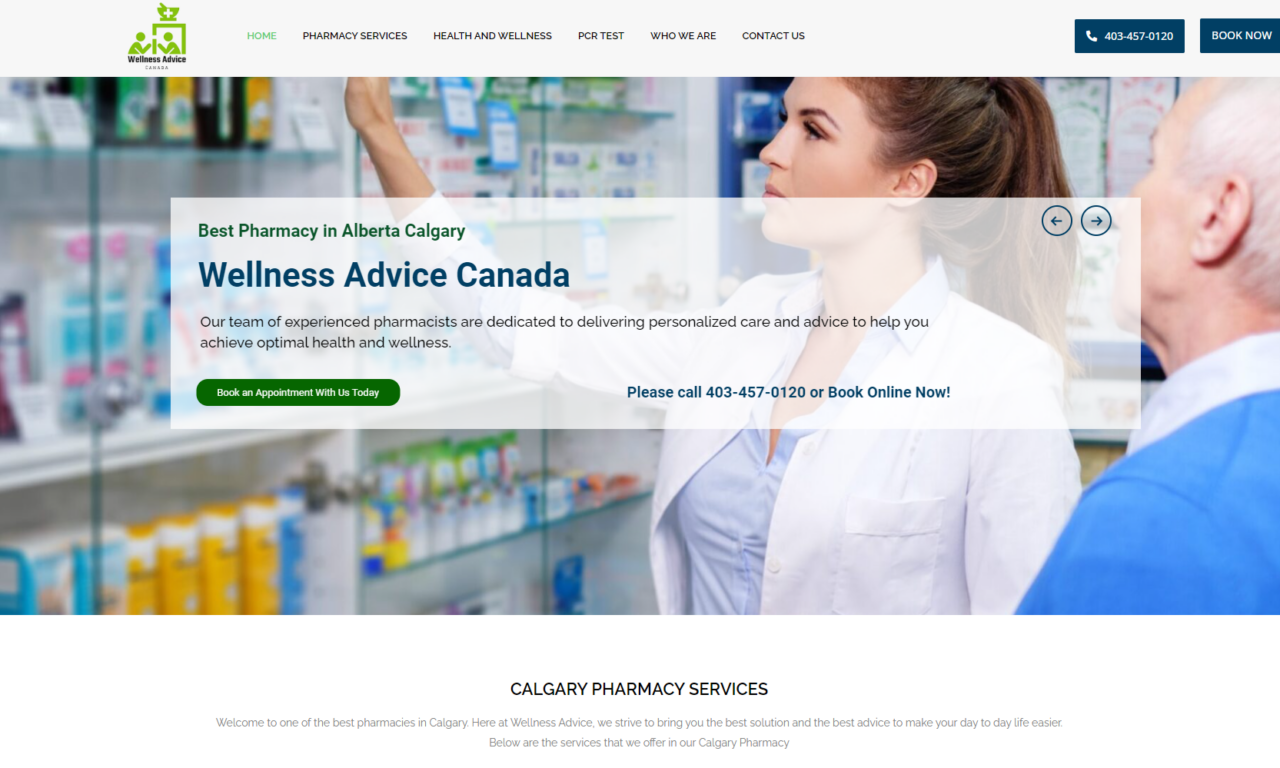 Wellness Advice
CANADA
HOME
PHARMACY SERVICES
HEALTH AND WELLNESS
PCR TEST
WHO WE ARE
CONTACT US
403-457-0120
BOOK NOW
Best Pharmacy in Alberta Calgary
Wellness Advice Canada
Our team of experienced pharmacists are dedicated to delivering personalized care and advice to help you
achieve optimal health and wellness.
Book an Appointment With Us Today
Please call 403-457-0120 or Book Online Now!
CALGARY PHARMACY SERVICES
Welcome to one of the best pharmacies in Calgary. Here at Wellness Advice, we strive to bring you the best solution and the best advice to make your day to day life easier.
Below are the services that we offer in our Calgary Pharmacy